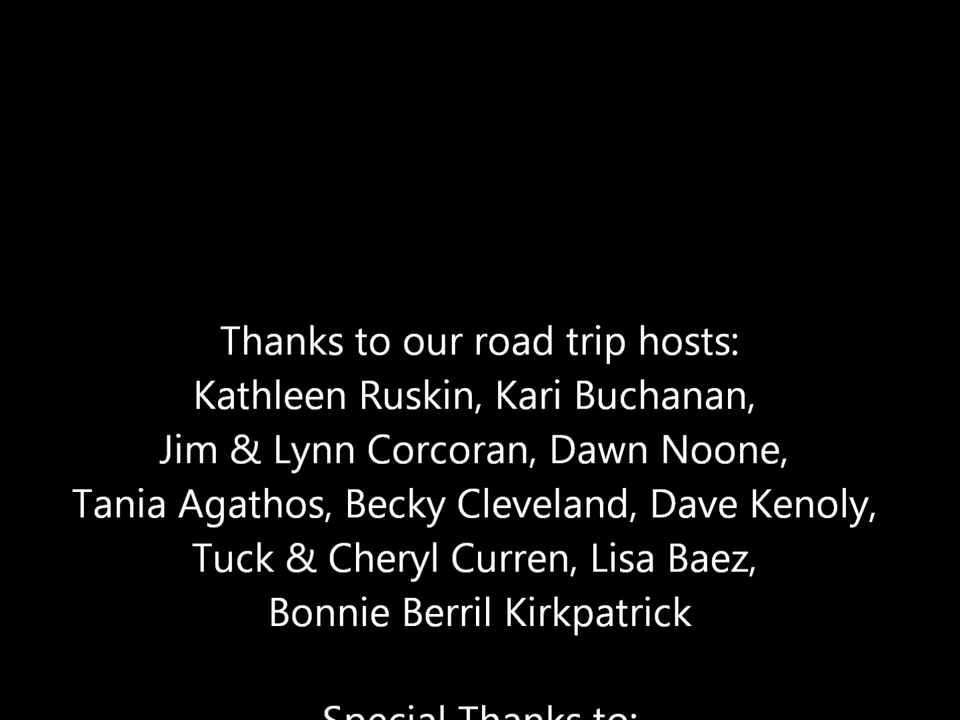 Thanks to our road trip hosts:
Kathleen Ruskin, Kari Buchanan,
Jim & Lynn Corcoran, Dawn Noone,
Tania Agathos, Becky Cleveland, Dave Kenoly,
Tuck & Cheryl Curren, Lisa Baez,
Bonnie Berril Kirkpatrick
Special Thanks to: